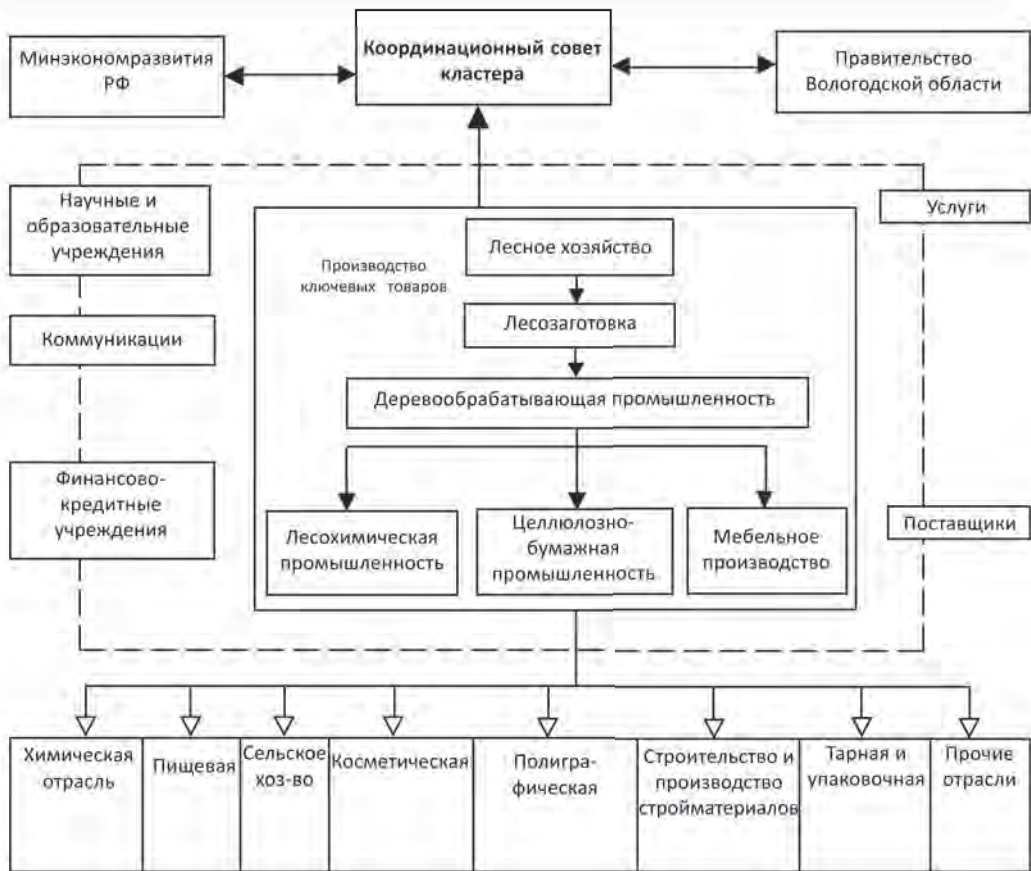 Минэкономразвития
РФ
Координационный совет
кластера
Правительство
Вологодской области
Научные и
образовательные
учреждения
Услуги
Лесное хозяйство
Производство
ключевых товаров
Лесозаготовка
Коммуникации
Деревообрабатывающая промышленность
Финансово-
кредитные
учреждения
Лесохимическая
промышленность
Целлюлозно-
бумажная
промышленность
Мебельное
производство
Поставщики
Химическая
отрасль
Пищевая
Сельское
хоз-во
Косметическая
Полигра-
фическая
Строительство и
производство
стройматериалов
Тарная и
упаковочная
Прочие
отрасли